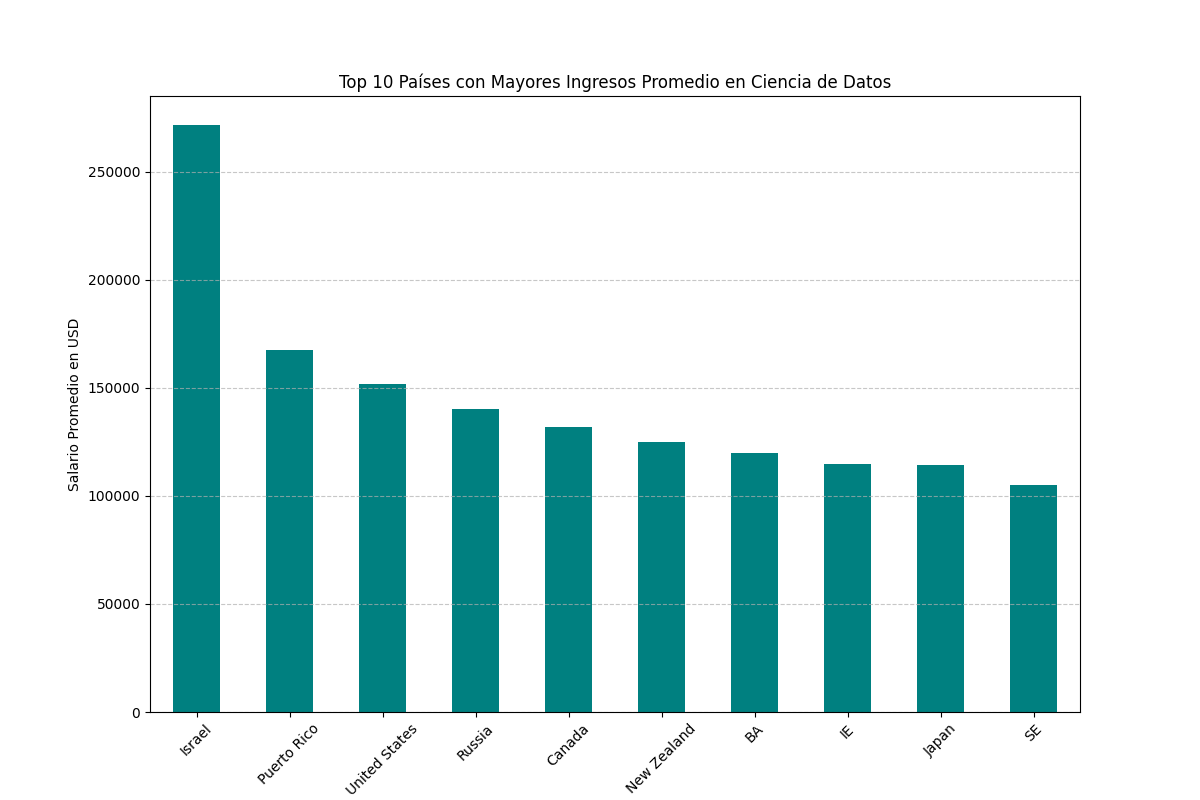 Top 10 Países con Mayores Ingresos Promedio en Ciencia de Datos
Salario Promedio en USD
250000
200000
150000
100000
50000
0
Israel
Puerto Rico
United States
Russia
Canada
New Zealand
BA
IE
Japan
SE